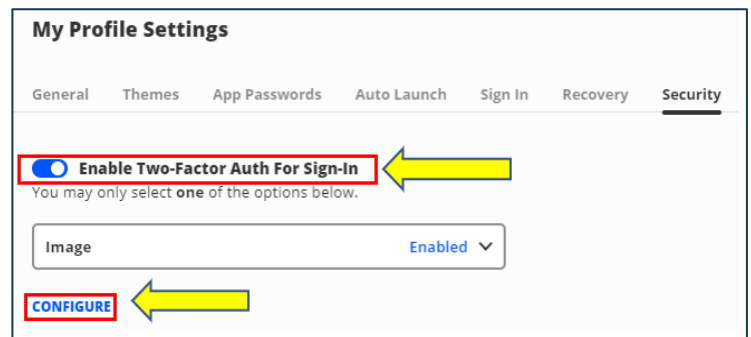 My Profile Settings
General Themes App Passwords Auto Launch Sign In Recovery Security
Enable Two-Factor Auth For Sign-In
You may only select one of the options below.
Image Enabled
CONFIGURE